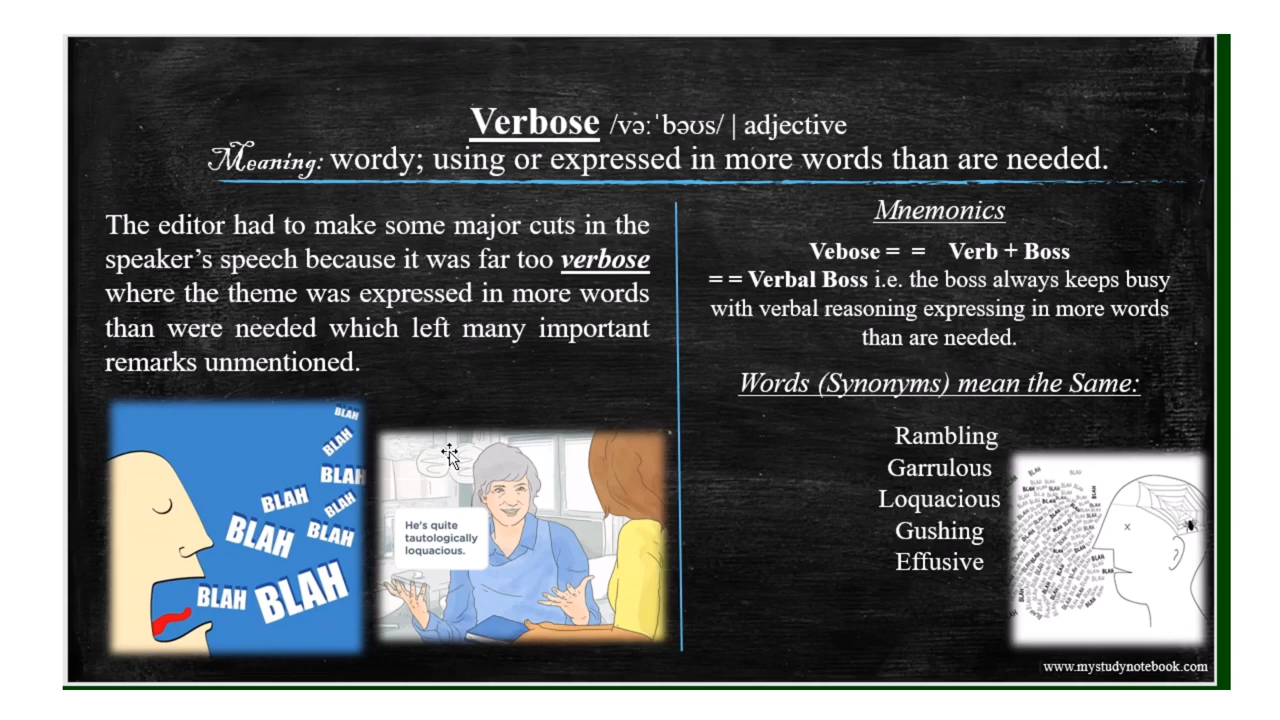 Verbose /vəːˈbəʊs/ | adjective
Meaning: wordy; using or expressed in more words than are needed.
The editor had to make some major cuts in the
speaker's speech because it was far too verbose
where the theme was expressed in more words
than were needed which left many important
remarks unmentioned.
BLAH
BLAH
BLAH
BLAH
BLAH
BLAH
BLAH
BLAH
BLAH
He's quite
tautologically
loquacious.
Mnemonics
Vebose = = Verb + Boss
= = Verbal Boss i.e. the boss always keeps busy
with verbal reasoning expressing in more words
than are needed.
Words (Synonyms) mean the Same:
Rambling
Garrulous
Loquacious
Gushing
Effusive
BLAH
BLAH
x
www.mystudynotebook.com